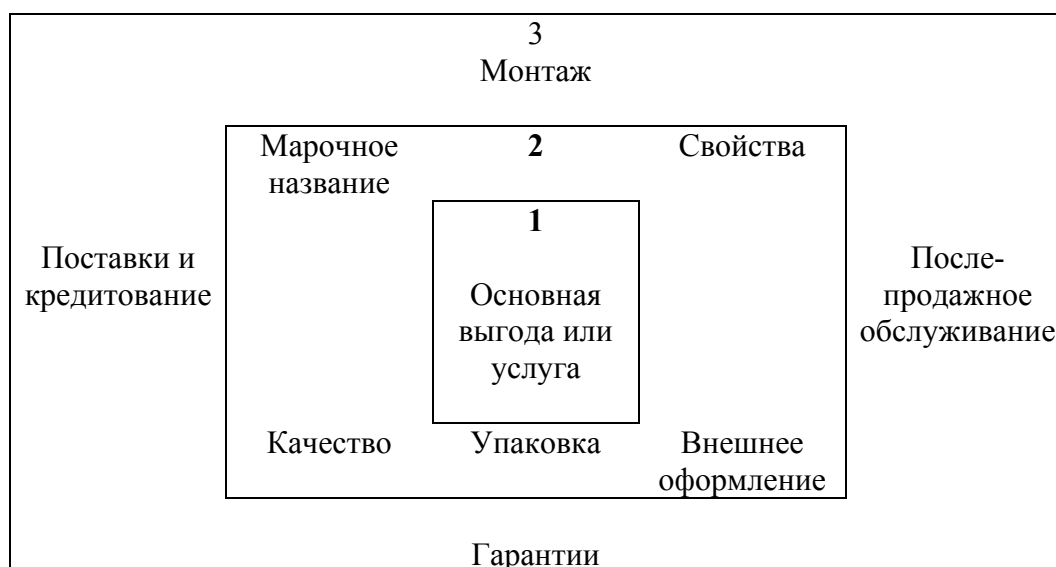 3
Монтаж
Марочное
название
2
Свойства
1
Поставки и
кредитование
Основная
выгода или
услуга
После-
продажное
обслуживание
Качество
Упаковка
Внешнее
оформление
Гарантии